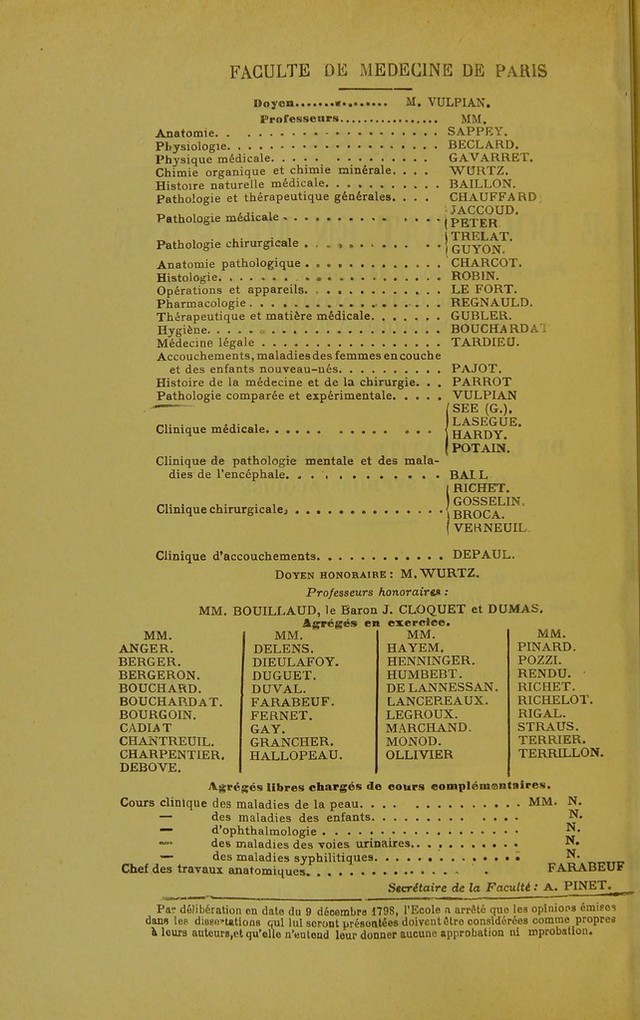 FACULTE DE MEDECINE DE PARIS
Doyen................. M. VULPIAN.
Professeurs................. MM.
Anatomie. . . . . . . . . . . . . . . . . . . SAPPEY.
Physiologie. . . . . . . . . . . . . . . . . . BECLARD.
Physique médicale. . . . . . . . . . . . . . . GAVARRET.
Chimie organique et chimie minérale. . . . WURTZ.
Histoire naturelle médicale. . . . . . . . . . . BAILLON.
Pathologie et thérapeutique générales. . . . CHAUFFARD
Pathologie médicale . . . . . . . . . . . . . . JACCOUD.
PETER
Pathologie chirurgicale . . . . . . . . . . . . TRELAT.
GUYON.
Anatomie pathologique . . . . . . . . . . . . . CHARCOT.
Histologie. . . . . . . . . . . . . . . . . . . ROBIN.
Opérations et appareils. . . . . . . . . . . . . LE FORT.
Pharmacologie . . . . . . . . . . . . . . . . . REGNAULD.
Thérapeutique et matière médicale. . . . . . . GUBLER.
Hygiène. . . . . . . . . . . . . . . . . . . . BOUCHARDAT
Médecine légale . . . . . . . . . . . . . . . . TARDIEU.
Accouchements, maladies des femmes en couche
et des enfants nouveau-nés. . . . . . . . . . PAJOT.
Histoire de la médecine et de la chirurgie. . . PARROT
Pathologie comparée et expérimentale. . . . . VULPIAN
SEE (G.).
LASEGUE.
Clinique médicale. . . . . . . . . . . . . . HARDY.
POTAIN.
Clinique de pathologie mentale et des mala-
dies de l'encéphale. . . . . . . . . . . . . . BALL
RICHET.
GOSSELIN.
Clinique chirurgicale, . . . . . . . . . . . . . BROCA.
VERNEUIL.
Clinique d'accouchements. . . . . . . . . . . . DEPAUL.
DOYEN HONORAIRE : M. WURTZ.
Professeurs honoraires :
MM. BOUILLAUD, le Baron J. CLOQUET et DUMAS.
Agrégés en exercice.
MM. MM. MM. MM.
ANGER. DELENS. HAYEM. PINARD.
BERGER. DIEULAFOY. HENNINGER. POZZI.
BERGERON. DUGUET. HUMBEBT. RENDU.
BOUCHARD. DUVAL. DE LANNESSAN. RICHET.
BOUCHARDAT. FARABEUF. LANCEREAUX. RICHELOT.
BOURGOIN. FERNET. LEGROUX. RIGAL.
CADIAT GAY. MARCHAND. STRAUS.
CHANTREUIL. GRANCHER. MONOD. TERRIER.
CHARPENTIER. HALLOPEAU. OLLIVIER TERRILLON.
DEBOVE.
Agrégés libres chargés de cours complémentaires.
Cours clinique des maladies de la peau. . . . . . . . . . . . . . MM. N.
— des maladies des enfants. . . . . . . . . . . . . N.
— d'ophthalmologie . . . . . . . . . . . . . . . . . N.
— des maladies des voies urinaires. . . . . . . . . . . N.
— des maladies syphilitiques. . . . . . . . . . . . . N.
Chef des travaux anatomiques. . . . . . . . . . . . . . FARABEUF
Secrétaire de la Faculté : A. PINET.
Par délibération en date du 9 décembre 1798, l'Ecole a arrêté que les opinions émises
dans les dissertations qui lui seront présentées doivent être considérées comme propres
à leurs auteurs, et qu'elle n'entend leur donner aucune approbation ni mprobation.